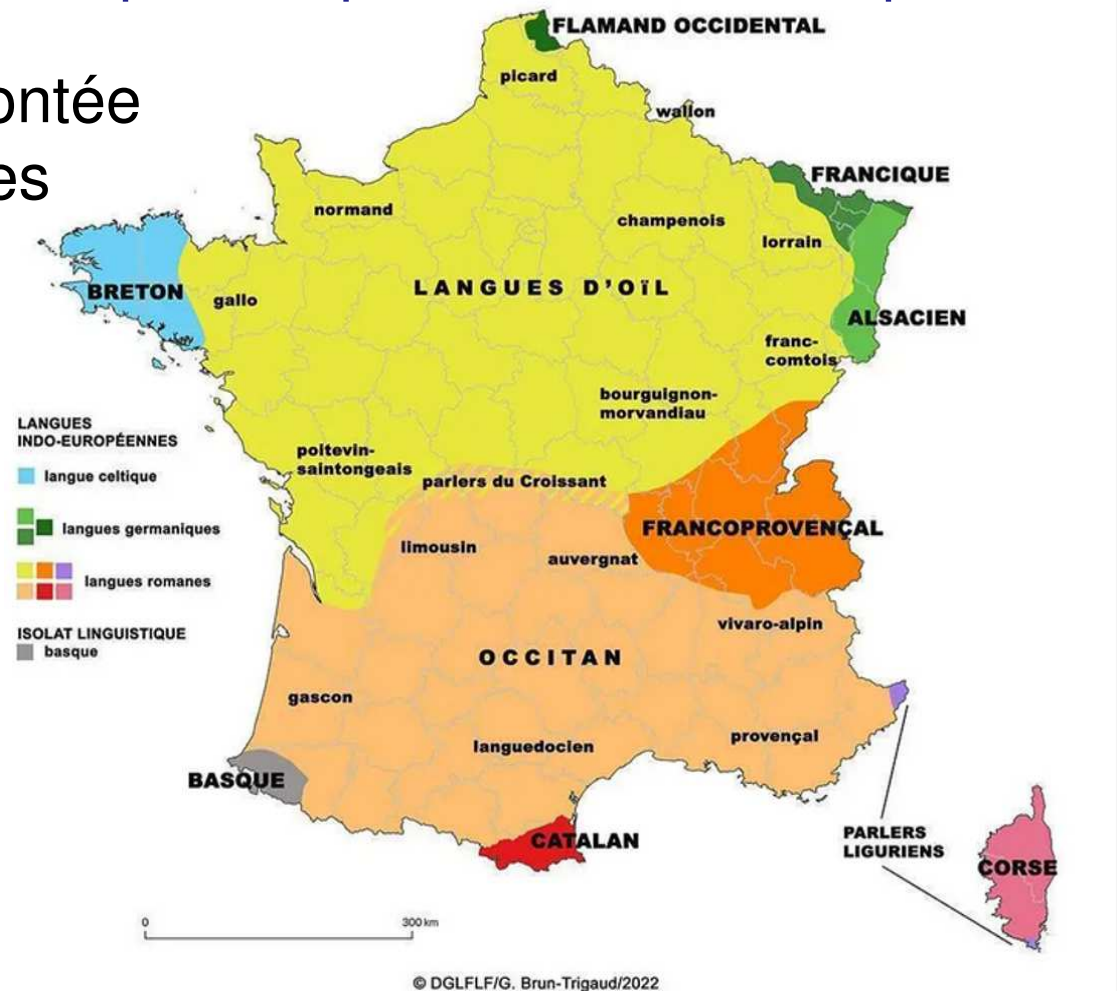 ontée
es
FLAMAND OCCIDENTAL
picard
wallon
FRANCIQUE
normand
champenois
lorrain
BRETON
gallo
LANGUES D'OïL
ALSACIEN
franc-
comtois
bourguignon-
morvandiau
LANGUES
INDO-EUROPÉENNES
langue celtique
langues germaniques
langues romanes
ISOLAT LINGUISTIQUE
basque
poitevin-
saintongeais
parlers du Croissant
FRANCOPROVENÇAL
limousin
auvergnat
vivaro-alpin
OCCITAN
gascon
languedocien
provençal
BASQUE
CATALAN
PARLERS
LIGURIENS
CORSE
0
300 km
© DGLFLF/G. Brun-Trigaud/2022